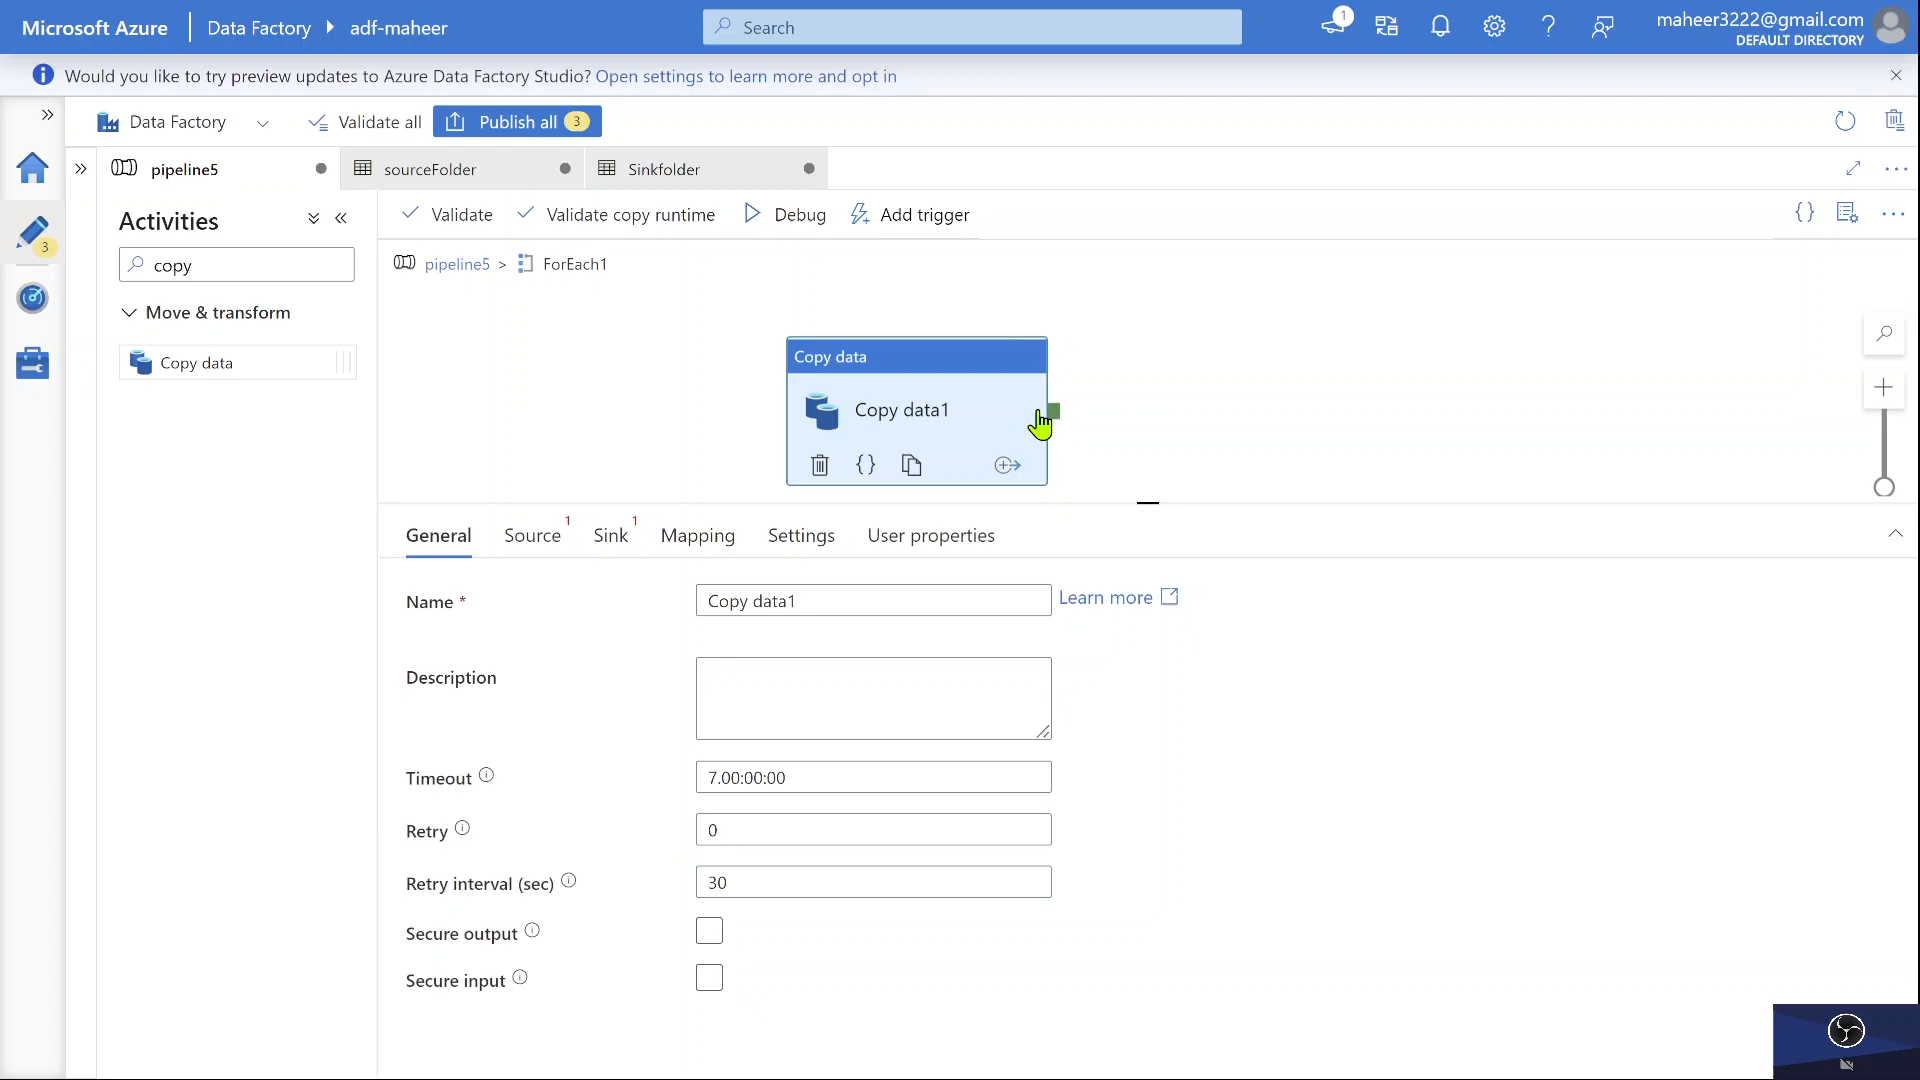 Microsoft Azure
Data Factory
adf-maheer
Search
1
maheer3222@gmail.com
DEFAULT DIRECTORY
Would you like to try preview updates to Azure Data Factory Studio? Open settings to learn more and opt in
Data Factory
Validate all
Publish all 3
pipeline5
sourceFolder
Sinkfolder
3
Activities
Validate
Validate copy runtime
Debug
Add trigger
copy
pipeline5 > ForEach1
Move & transform
Copy data
Copy data
Copy data1
General
Source 1
Sink 1
Mapping
Settings
User properties
Name *
Copy data1
Learn more
Description
Timeout
7.00:00:00
Retry
0
Retry interval (sec)
30
Secure output
Secure input